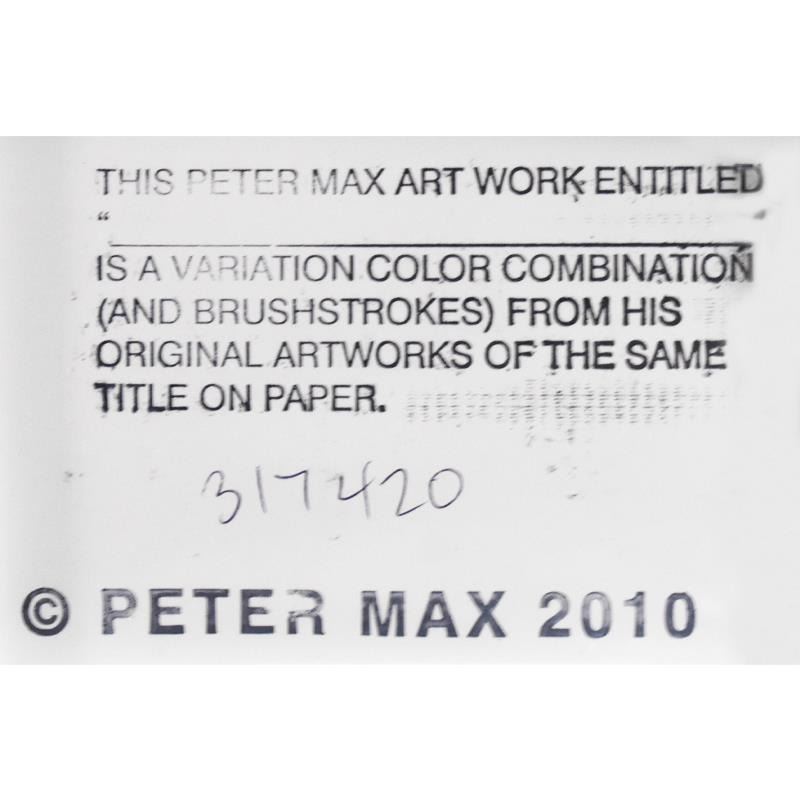 THIS PETER MAX ART WORK ENTITLED
“
IS A VARIATION COLOR COMBINATION
(AND BRUSHSTROKES) FROM HIS
ORIGINAL ARTWORKS OF THE SAME
TITLE ON PAPER.
317420
© PETER MAX 2010